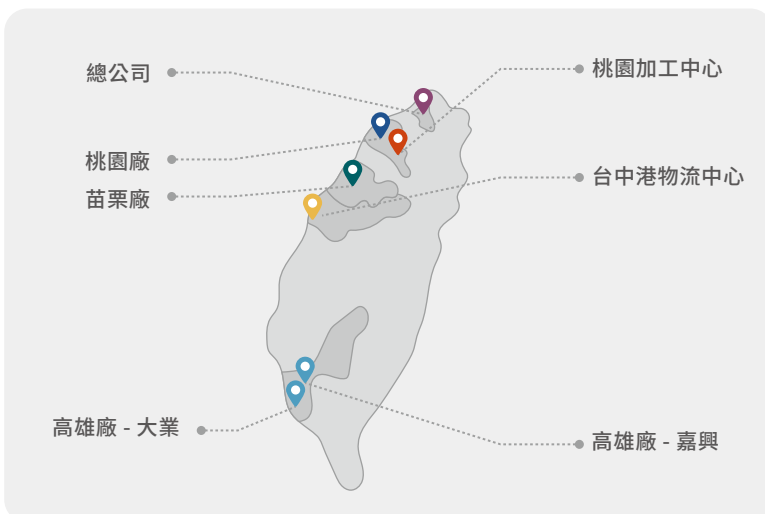 總公司
桃園加工中心
桃園廠
台中港物流中心
苗栗廠
高雄廠 - 大業
高雄廠 - 嘉興